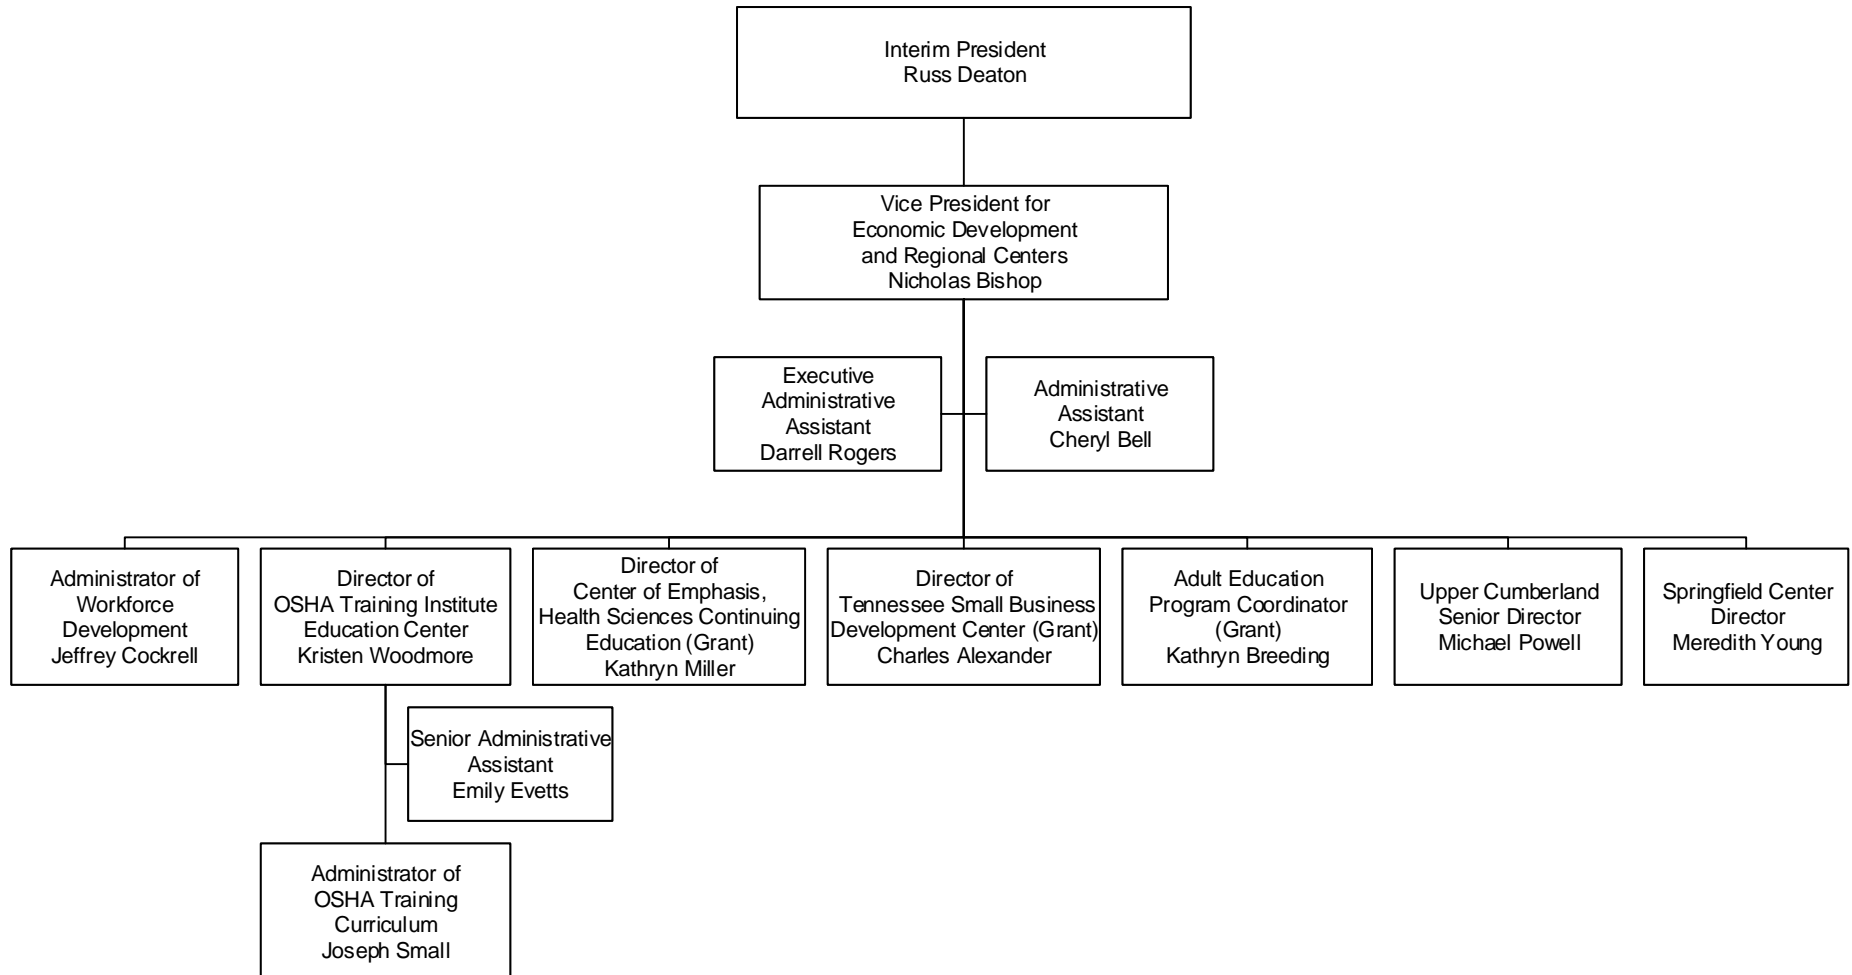 Interim President
Russ Deaton
Vice President for
Economic Development
and Regional Centers
Nicholas Bishop
Executive
Administrative
Assistant
Darrell Rogers
Administrative
Assistant
Cheryl Bell
Administrator of
Workforce
Development
Jeffrey Cockrell
Director of
OSHA Training Institute
Education Center
Kristen Woodmore
Director of
Center of Emphasis,
Health Sciences Continuing
Education (Grant)
Kathryn Miller
Director of
Tennessee Small Business
Development Center (Grant)
Charles Alexander
Adult Education
Program Coordinator
(Grant)
Kathryn Breeding
Upper Cumberland
Senior Director
Michael Powell
Springfield Center
Director
Meredith Young
Senior Administrative
Assistant
Emily Evetts
Administrator of
OSHA Training
Curriculum
Joseph Small